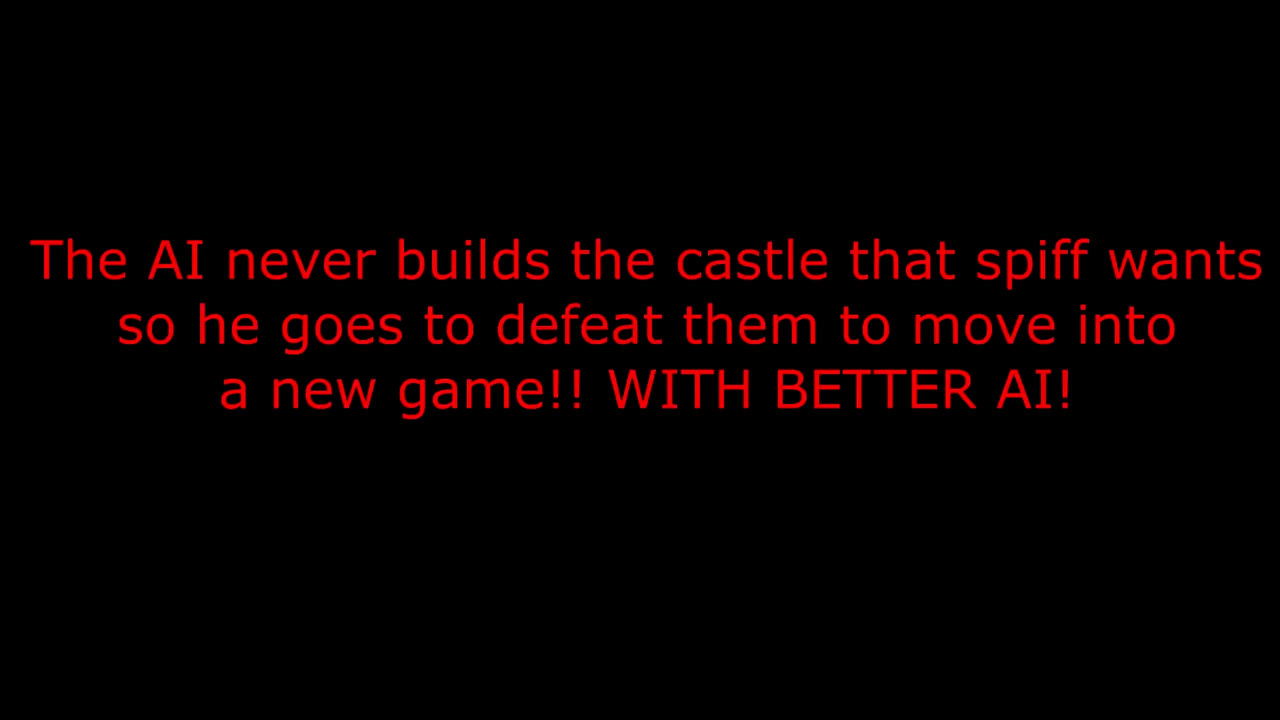 The AI never builds the castle that spiff wants
so he goes to defeat them to move into
a new game!! WITH BETTER AI!